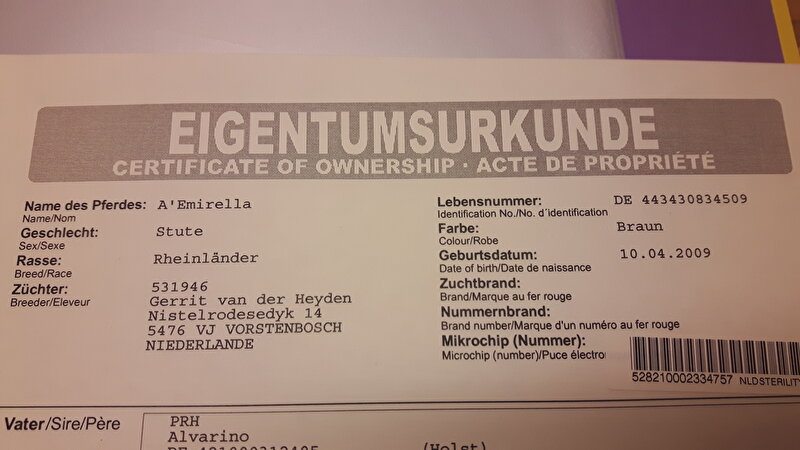 EIGENTUMSURKUNDE
CERTIFICATE OF OWNERSHIP · ACTE DE PROPRIÉTÉ
Name des Pferdes: A'Emirella
Name/Nom
Geschlecht: Stute
Sex/Sexe
Rasse: Rheinländer
Breed/Race
Züchter: 531946
Breeder/Eleveur
Gerrit van der Heyden
Nistelrodesedyk 14
5476 VJ VORSTENBOSCH
NIEDERLANDE
Lebensnummer: DE 443430834509
Identification No./No. d'identification
Farbe: Braun
Colour/Robe
Geburtsdatum: 10.04.2009
Date of birth/Date de naissance
Zuchtbrand:
Brand/Marque au fer rouge
Nummernbrand:
Brand number/Marque d'un numéro au fer rouge
Mikrochip (Nummer):
Microchip (number)/Puce électro
528210002334757 NLDSTERILITY
Vater/Sire/Père PRH
Alvarino
(Holst)